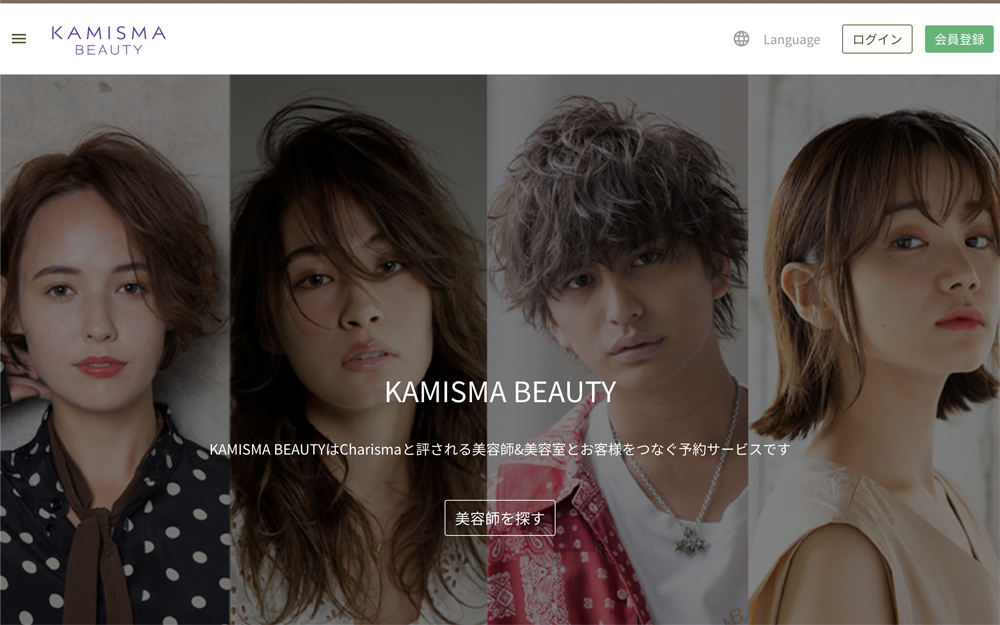 KAMISMA
BEAUTY
Language
ログイン
会員登録
KAMISMA BEAUTY
KAMISMA BEAUTYはCharismaと評される美容師&美容室とお客様をつなぐ予約サービスです
美容師を探す